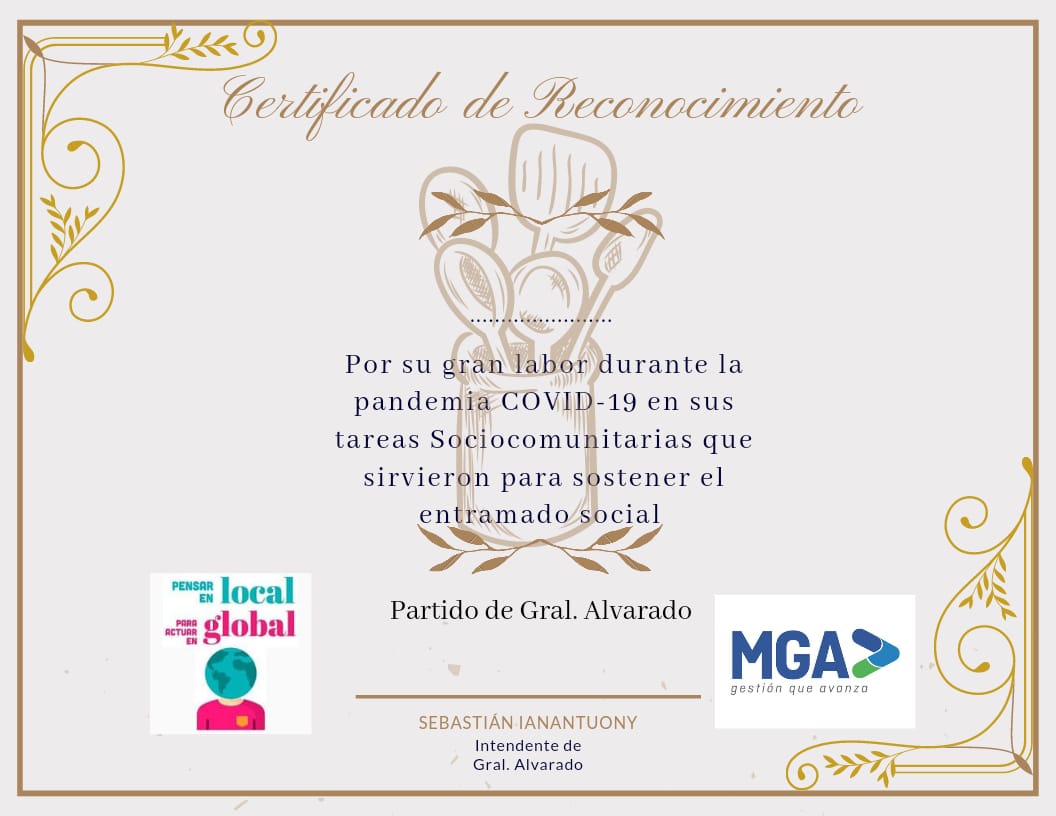 Certificado de Reconocimiento
.......................
Por su gran labor durante la
pandemia COVID-19 en sus
tareas Sociocomunitarias que
sirvieron para sostener el
entramado social
PENSAR EN local
PARA ACTUAR EN global
Partido de Gral. Alvarado
MGA
gestión que avanza
SEBASTIÁN IANANTUONY
Intendente de
Gral. Alvarado